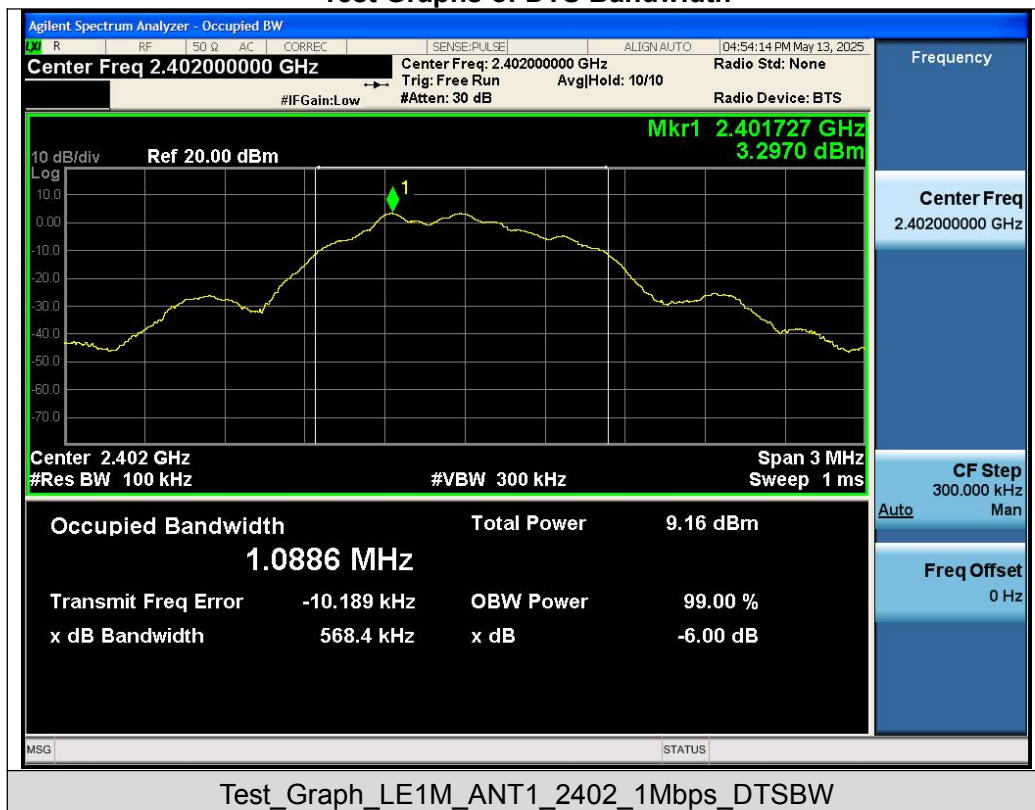 Test Graphs of DTS Bandwidth
Agilent Spectrum Analyzer - Occupied BW
LXI R RF 50 Ω AC CORREC SENSE:PULSE ALIGN AUTO 04:54:14 PM May 13, 2025
Center Freq 2.402000000 GHz
Center Freq: 2.402000000 GHz Radio Std: None
Trig: Free Run Avg|Hold: 10/10
#IFGain:Low #Atten: 30 dB Radio Device: BTS
Frequency
Mkr1 2.401727 GHz
3.2970 dBm
10 dB/div Ref 20.00 dBm
Log
1
10.0
0.00
-10.0
-20.0
-30.0
-40.0
-50.0
-60.0
-70.0
Center 2.402 GHz Span 3 MHz
#Res BW 100 kHz #VBW 300 kHz Sweep 1 ms
Center Freq
2.402000000 GHz
CF Step
300.000 kHz
Auto Man
Freq Offset
0 Hz
Occupied Bandwidth Total Power 9.16 dBm
1.0886 MHz
Transmit Freq Error -10.189 kHz OBW Power 99.00 %
x dB Bandwidth 568.4 kHz x dB -6.00 dB
MSG STATUS
Test_Graph_LE1M_ANT1_2402_1Mbps_DTSBW